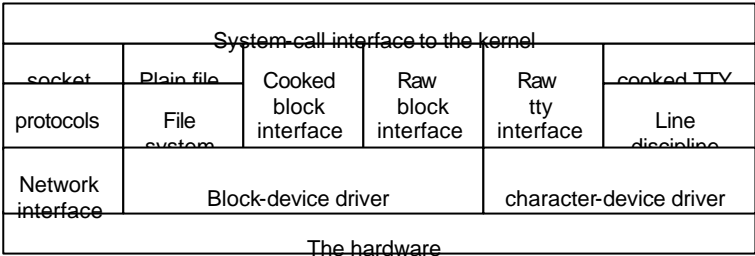 System-call interface to the kernel
socket
Plain file
Cooked
block
interface
Raw
block
interface
Raw
tty
interface
cooked TTY
protocols
File
system
Line
discipline
Network
interface
Block-device driver
character-device driver
The hardware